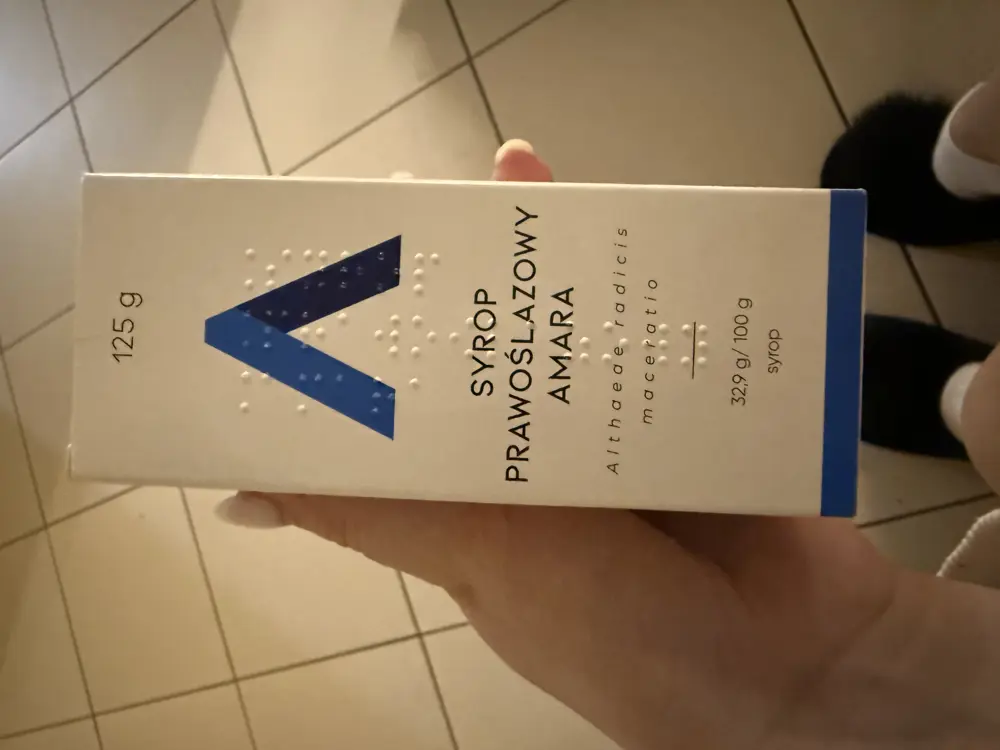 125 g
SYROP
PRAWOŚLAZOWY
AMARA
Althaeae radicis
maceratio
32,9 g/100 g
syrop